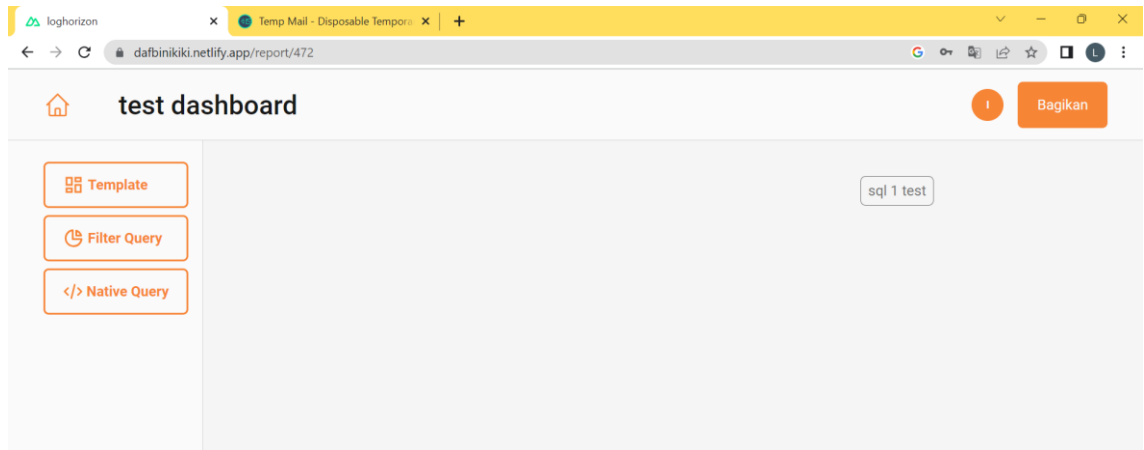 loghorizon
Temp Mail - Disposable Tempora
dafbinikiki.netlify.app/report/472
L
test dashboard
I
Bagikan
Template
sql 1 test
Filter Query
</> Native Query